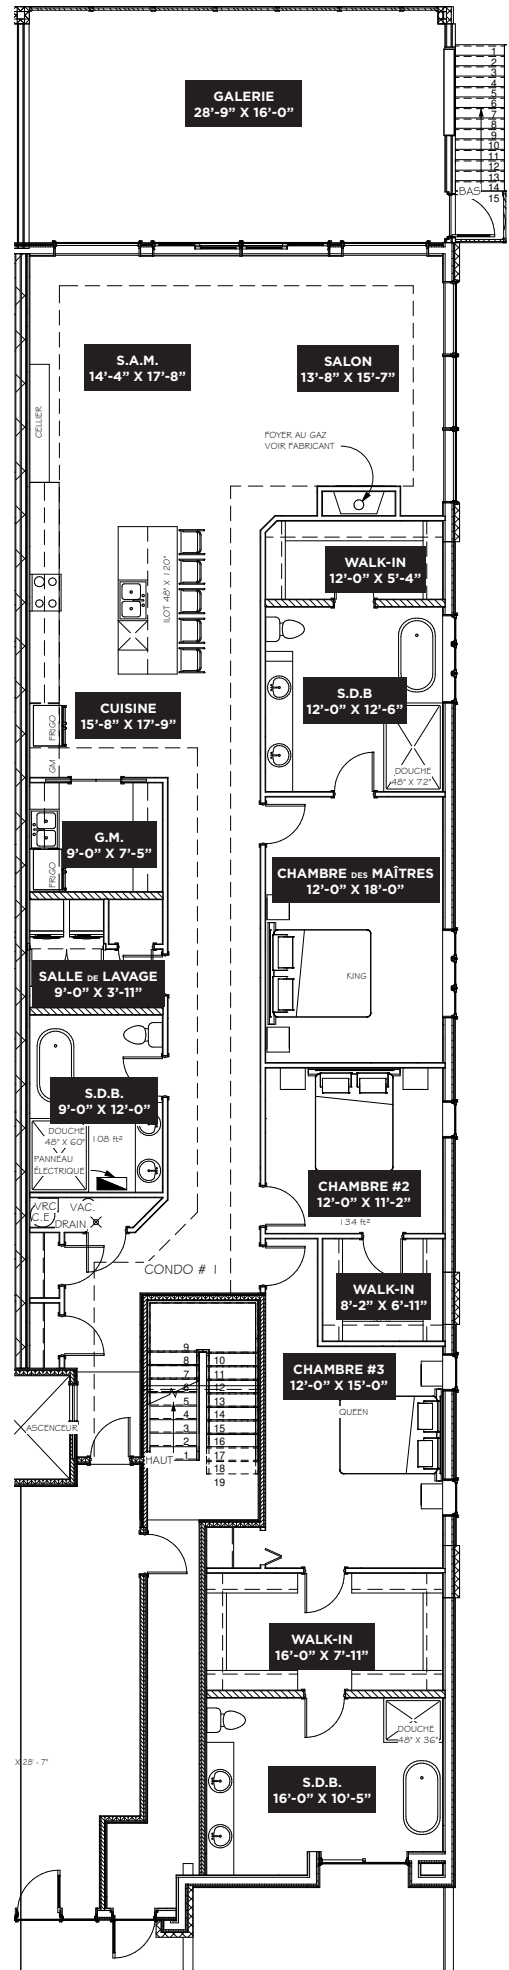 GALERIE
28'-9" X 16'-0"
1
2
3
4
5
6
7
8
9
10
11
12
13
14
15
BAS
S.A.M.
14'-4" X 17'-8"
SALON
13'-8" X 15'-7"
CELLIER
FOYER AU GAZ
VOIR FABRICANT
WALK-IN
12'-0" X 5'-4"
ILOT 48" X 120"
S.D.B
12'-0" X 12'-6"
CUISINE
15'-8" X 17'-9"
FRIGO
GM
DOUCHE
48" X 72"
G.M.
9'-0" X 7'-5"
FRIGO
CHAMBRE DES MAÎTRES
12'-0" X 18'-0"
SALLE DE LAVAGE
9'-0" X 3'-11"
KING
S.D.B.
9'-0" X 12'-0"
DOUCHE
48" X 60"
108 ft²
PANNEAU
ÉLECTRIQUE
CHAMBRE #2
12'-0" X 11'-2"
134 ft²
VRC
C.E
VAC.
DRAIN
CONDO # 1
WALK-IN
8'-2" X 6'-11"
9
8
7
6
5
4
3
2
1
10
11
12
13
14
15
16
17
18
19
HAUT
CHAMBRE #3
12'-0" X 15'-0"
QUEEN
ASCENCEUR
WALK-IN
16'-0" X 7'-11"
DOUCHE
48" X 36"
X 28' - 7"
S.D.B.
16'-0" X 10'-5"